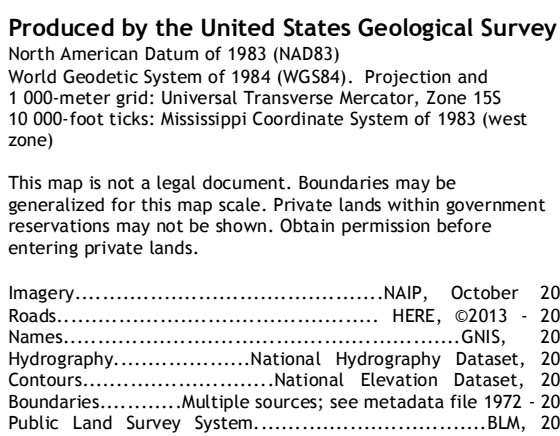 Produced by the United States Geological Survey
North American Datum of 1983 (NAD83)
World Geodetic System of 1984 (WGS84). Projection and
1 000-meter grid: Universal Transverse Mercator, Zone 15S
10 000-foot ticks: Mississippi Coordinate System of 1983 (west
zone)
This map is not a legal document. Boundaries may be
generalized for this map scale. Private lands within government
reservations may not be shown. Obtain permission before
entering private lands.
Imagery................................................NAIP, October 20
Roads.................................................. HERE, ©2013 - 20
Names..............................................................GNIS, 20
Hydrography.....................National Hydrography Dataset, 20
Contours.............................National Elevation Dataset, 20
Boundaries............Multiple sources; see metadata file 1972 - 20
Public Land Survey System.......................................BLM, 20